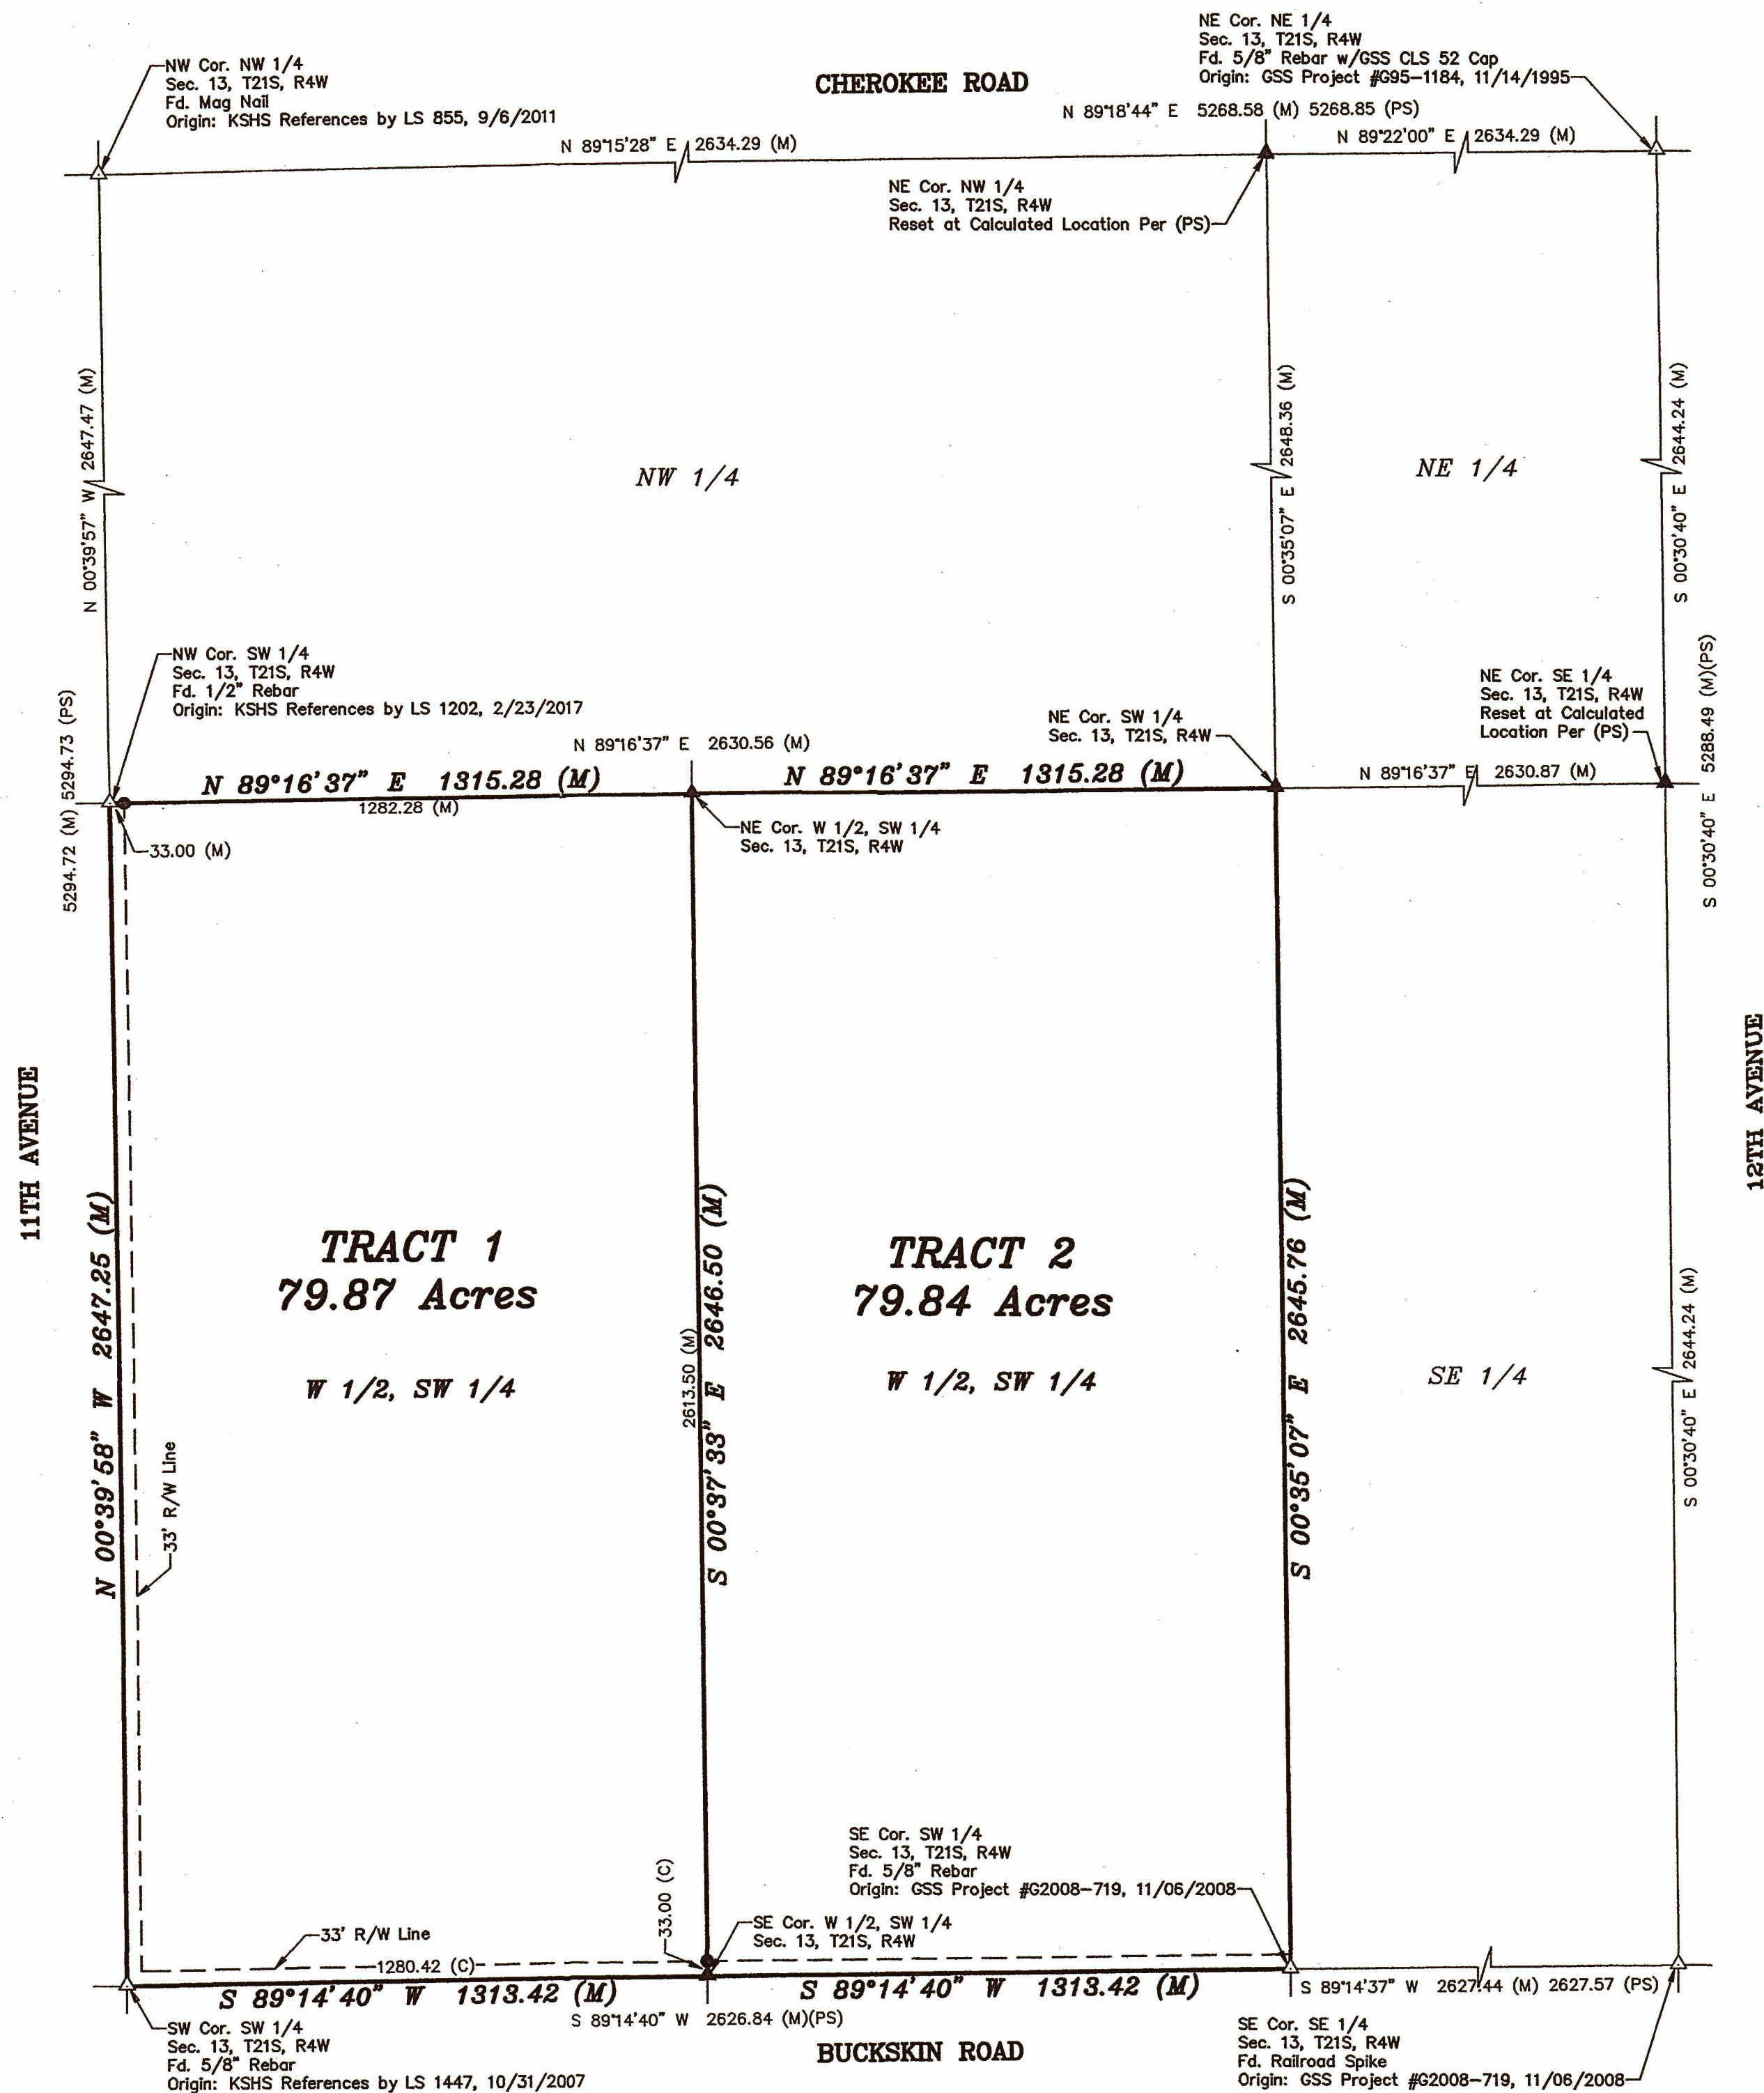 NE Cor. NE 1/4
Sec. 13, T21S, R4W
Fd. 5/8" Rebar w/GSS CLS 52 Cap
Origin: GSS Project #G95-1184, 11/14/1995
NW Cor. NW 1/4
Sec. 13, T21S, R4W
Fd. Mag Nail
Origin: KSHS References by LS 855, 9/6/2011
CHEROKEE ROAD
N 89°18'44" E 5268.58 (M) 5268.85 (PS)
N 89°15'28" E 2634.29 (M)
N 89°22'00" E 2634.29 (M)
NE Cor. NW 1/4
Sec. 13, T21S, R4W
Reset at Calculated Location Per (PS)
N 00°39'57" W 2647.47 (M)
NW 1/4
S 00°35'07" E 2648.36 (M)
NE 1/4
S 00°30'40" E 2644.24 (M)
NW Cor. SW 1/4
Sec. 13, T21S, R4W
Fd. 1/2" Rebar
Origin: KSHS References by LS 1202, 2/23/2017
5294.72 (M) 5294.73 (PS)
NE Cor. SE 1/4
Sec. 13, T21S, R4W
Reset at Calculated
Location Per (PS)
S 00°30'40" E 5288.49 (M)(PS)
NE Cor. SW 1/4
Sec. 13, T21S, R4W
N 89°16'37" E 2630.56 (M)
N 89°16'37" E 1315.28 (M)
N 89°16'37" E 1315.28 (M)
N 89°16'37" E 2630.87 (M)
1282.28 (M)
33.00 (M)
NE Cor. W 1/2, SW 1/4
Sec. 13, T21S, R4W
11TH AVENUE
12TH AVENUE
N 00°39'58" W 2647.25 (M)
33' R/W Line
TRACT 1
79.87 Acres
W 1/2, SW 1/4
2613.50 (M)
S 00°37'33" E 2646.50 (M)
TRACT 2
79.84 Acres
W 1/2, SW 1/4
S 00°35'07" E 2645.76 (M)
SE 1/4
S 00°30'40" E 2644.24 (M)
SE Cor. SW 1/4
Sec. 13, T21S, R4W
Fd. 5/8" Rebar
Origin: GSS Project #G2008-719, 11/06/2008
33.00 (C)
SE Cor. W 1/2, SW 1/4
Sec. 13, T21S, R4W
33' R/W Line
1280.42 (C)
S 89°14'40" W 1313.42 (M)
S 89°14'40" W 1313.42 (M)
S 89°14'37" W 2627.44 (M) 2627.57 (PS)
S 89°14'40" W 2626.84 (M)(PS)
SW Cor. SW 1/4
Sec. 13, T21S, R4W
Fd. 5/8" Rebar
Origin: KSHS References by LS 1447, 10/31/2007
BUCKSKIN ROAD
SE Cor. SE 1/4
Sec. 13, T21S, R4W
Fd. Railroad Spike
Origin: GSS Project #G2008-719, 11/06/2008